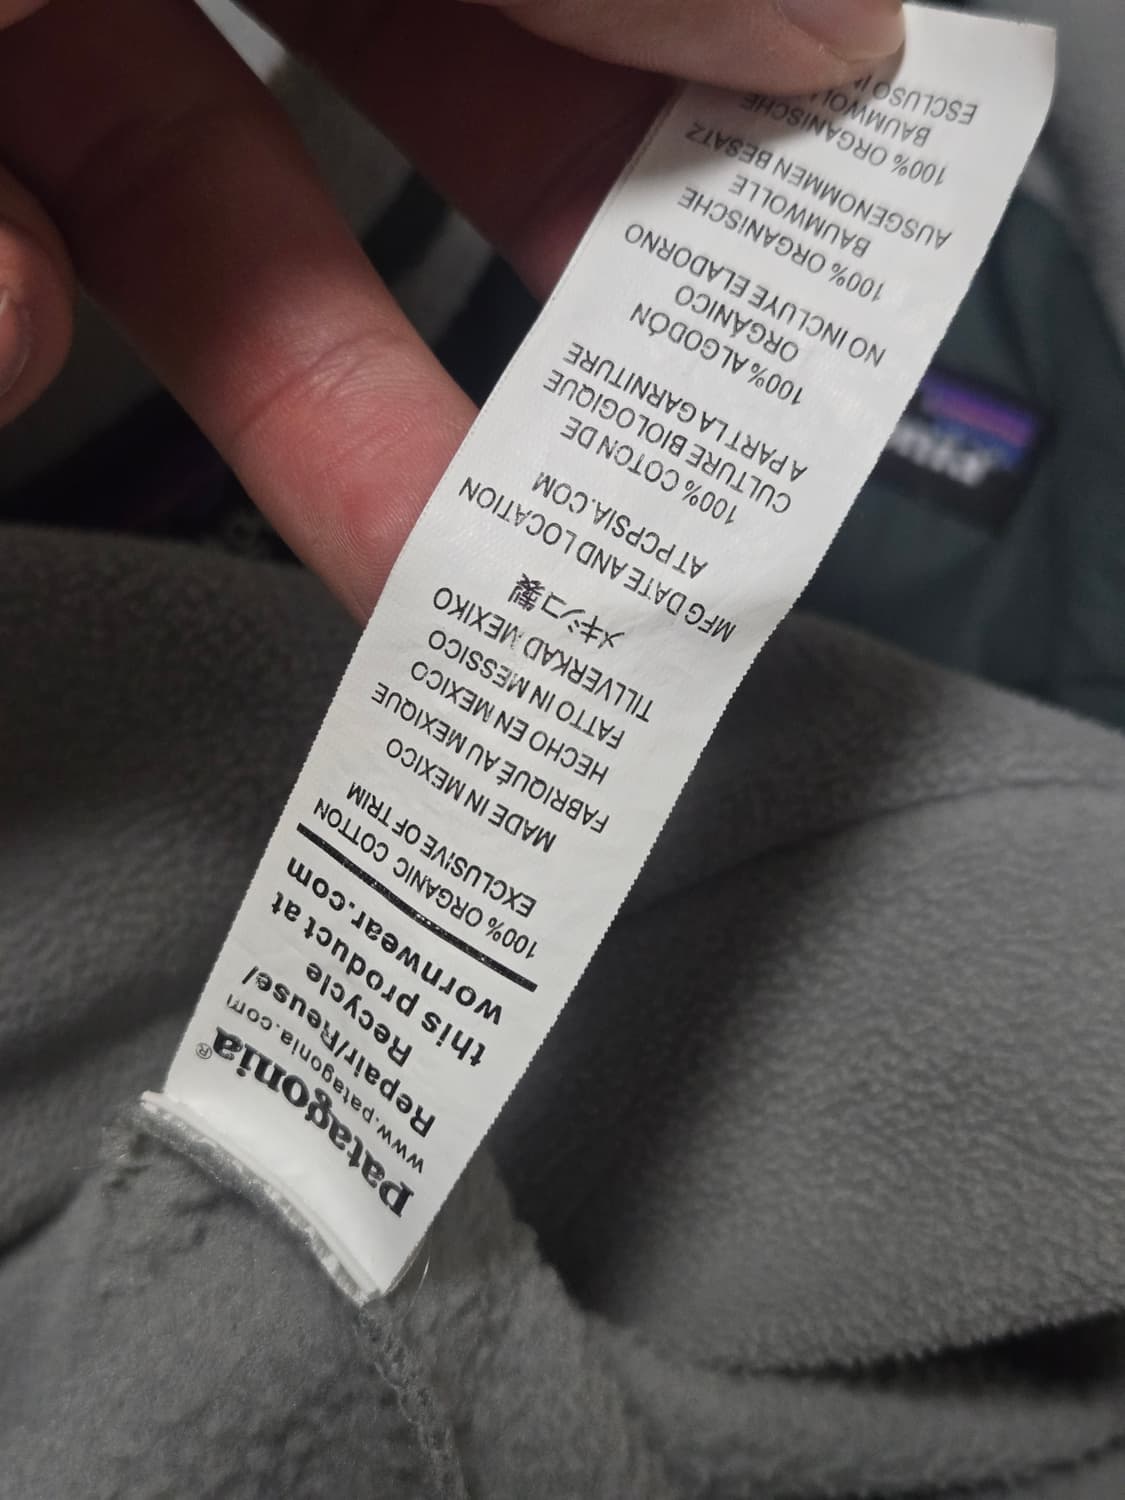 patagonia®
www.patagonia.com
Repair/Reuse/
Recycle
this product at
wornwear.com
100% ORGANIC COTTON
EXCLUSIVE OF TRIM
MADE IN MEXICO
FABRIQUÉ AU MEXIQUE
HECHO EN MEXICO
FATTO IN MESSICO
TILLVERKAD MEXIKO
メキシコ製
MFG DATE AND LOCATION
AT PCPSIA.COM
100% COTON DE
CULTURE BIOLOGIQUE
A PART LA GARNITURE
100% ALGODÓN
ORGÁNICO
NO INCLUYE ELADORNO
100% ORGANISCHE
BAUMWOLLE
AUSGENOMMEN BESATZ
100% ORGANISCHE
ESCLUSO